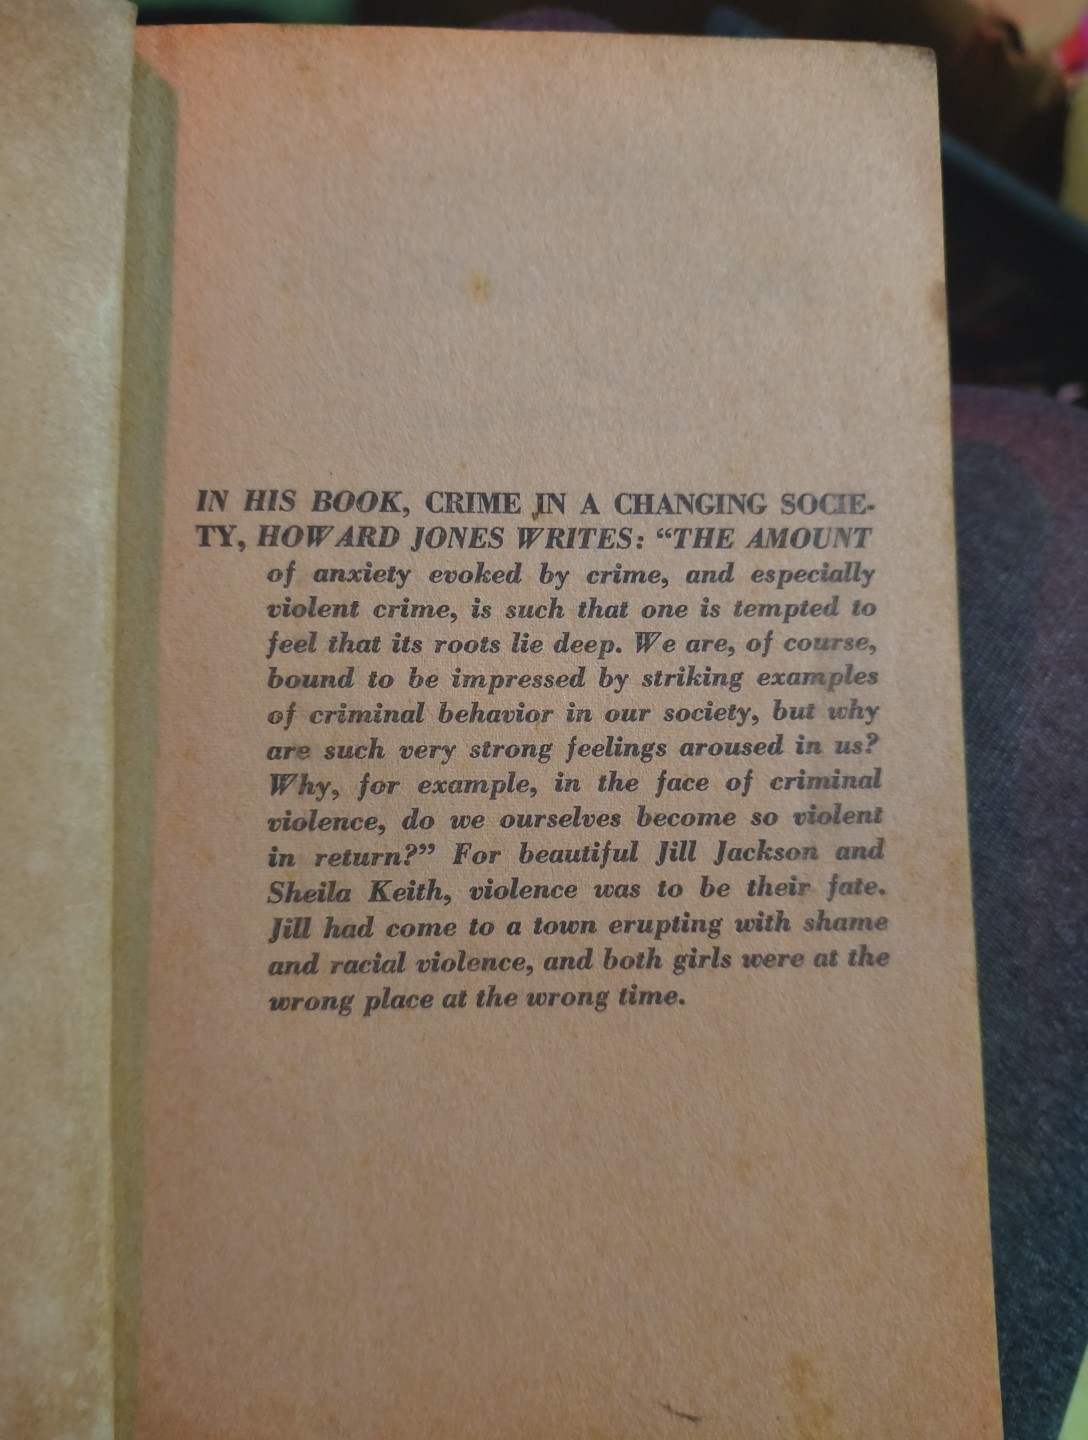 IN HIS BOOK, CRIME IN A CHANGING SOCIE-
TY, HOWARD JONES WRITES: “THE AMOUNT
of anxiety evoked by crime, and especially
violent crime, is such that one is tempted to
feel that its roots lie deep. We are, of course,
bound to be impressed by striking examples
of criminal behavior in our society, but why
are such very strong feelings aroused in us?
Why, for example, in the face of criminal
violence, do we ourselves become so violent
in return?” For beautiful Jill Jackson and
Sheila Keith, violence was to be their fate.
Jill had come to a town erupting with shame
and racial violence, and both girls were at the
wrong place at the wrong time.